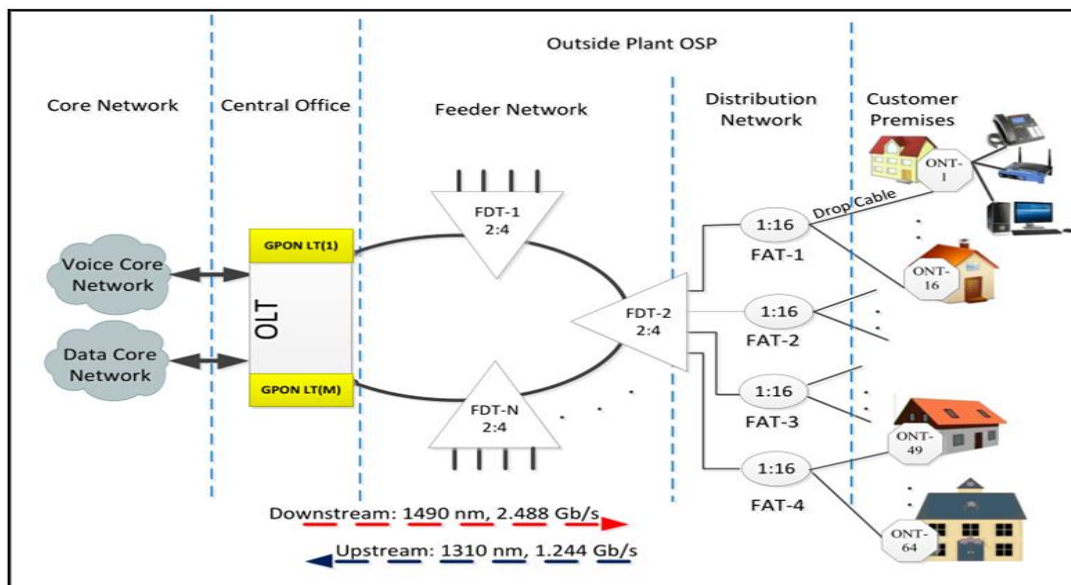 Outside Plant OSP
Core Network
Central Office
Feeder Network
Distribution
Network
Customer
Premises
ONT-
1
FDT-1
2:4
Drop Cable
1:16
FAT-1
GPON LT(1)
Voice Core
Network
ONT-
16
OLT
FDT-2
2:4
1:16
FAT-2
Data Core
Network
GPON LT(M)
FDT-N
2:4
1:16
FAT-3
ONT-
49
1:16
FAT-4
Downstream: 1490 nm, 2.488 Gb/s
ONT-
64
Upstream: 1310 nm, 1.244 Gb/s